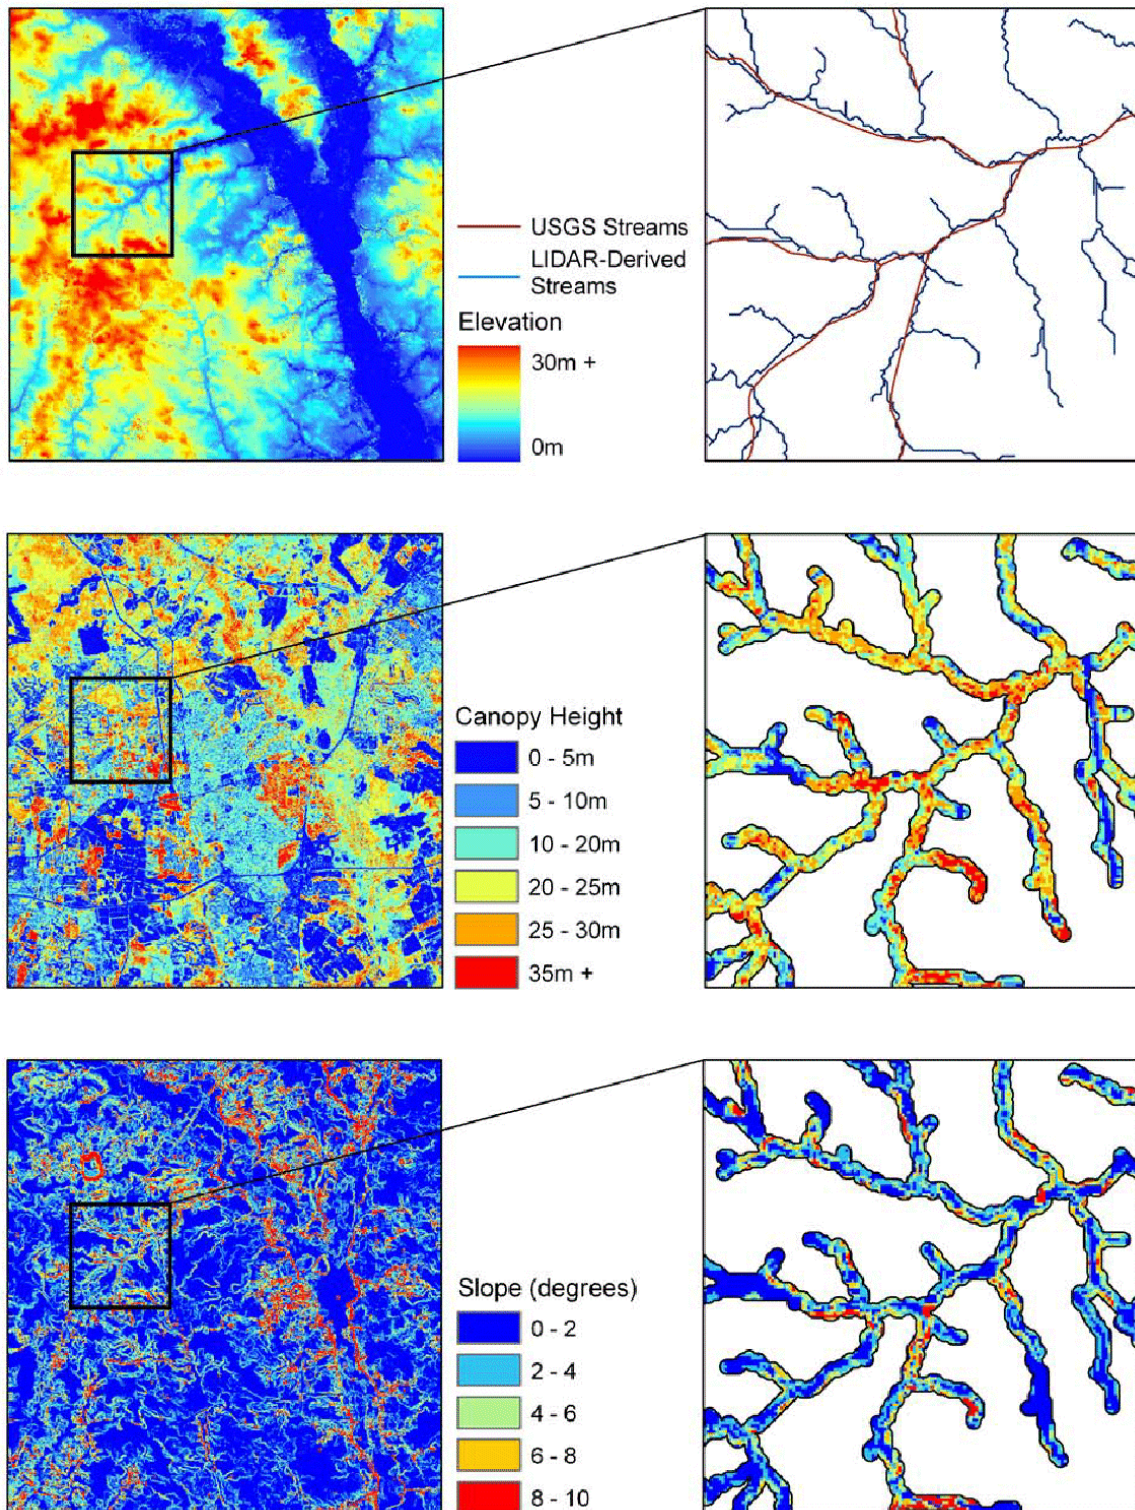 USGS Streams
LIDAR-Derived
Streams
Elevation
30m +
0m
Canopy Height
0 - 5m
5 - 10m
10 - 20m
20 - 25m
25 - 30m
35m +
Slope (degrees)
0 - 2
2 - 4
4 - 6
6 - 8
8 - 10